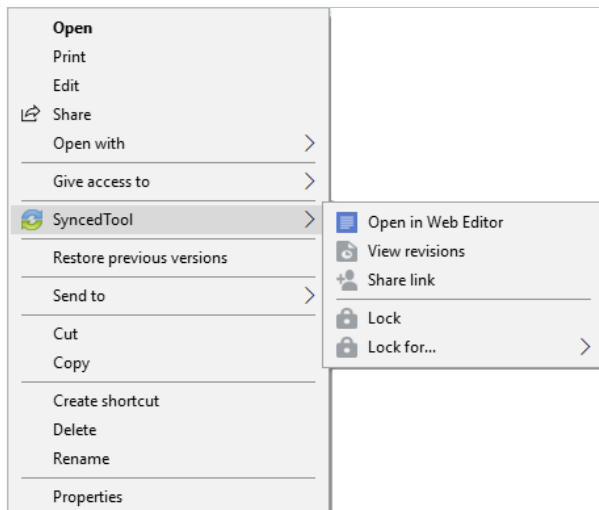 Open
Print
Edit
Share
Open with
Give access to
SyncedTool
Restore previous versions
Send to
Cut
Copy
Create shortcut
Delete
Rename
Properties
Open in Web Editor
View revisions
Share link
Lock
Lock for...